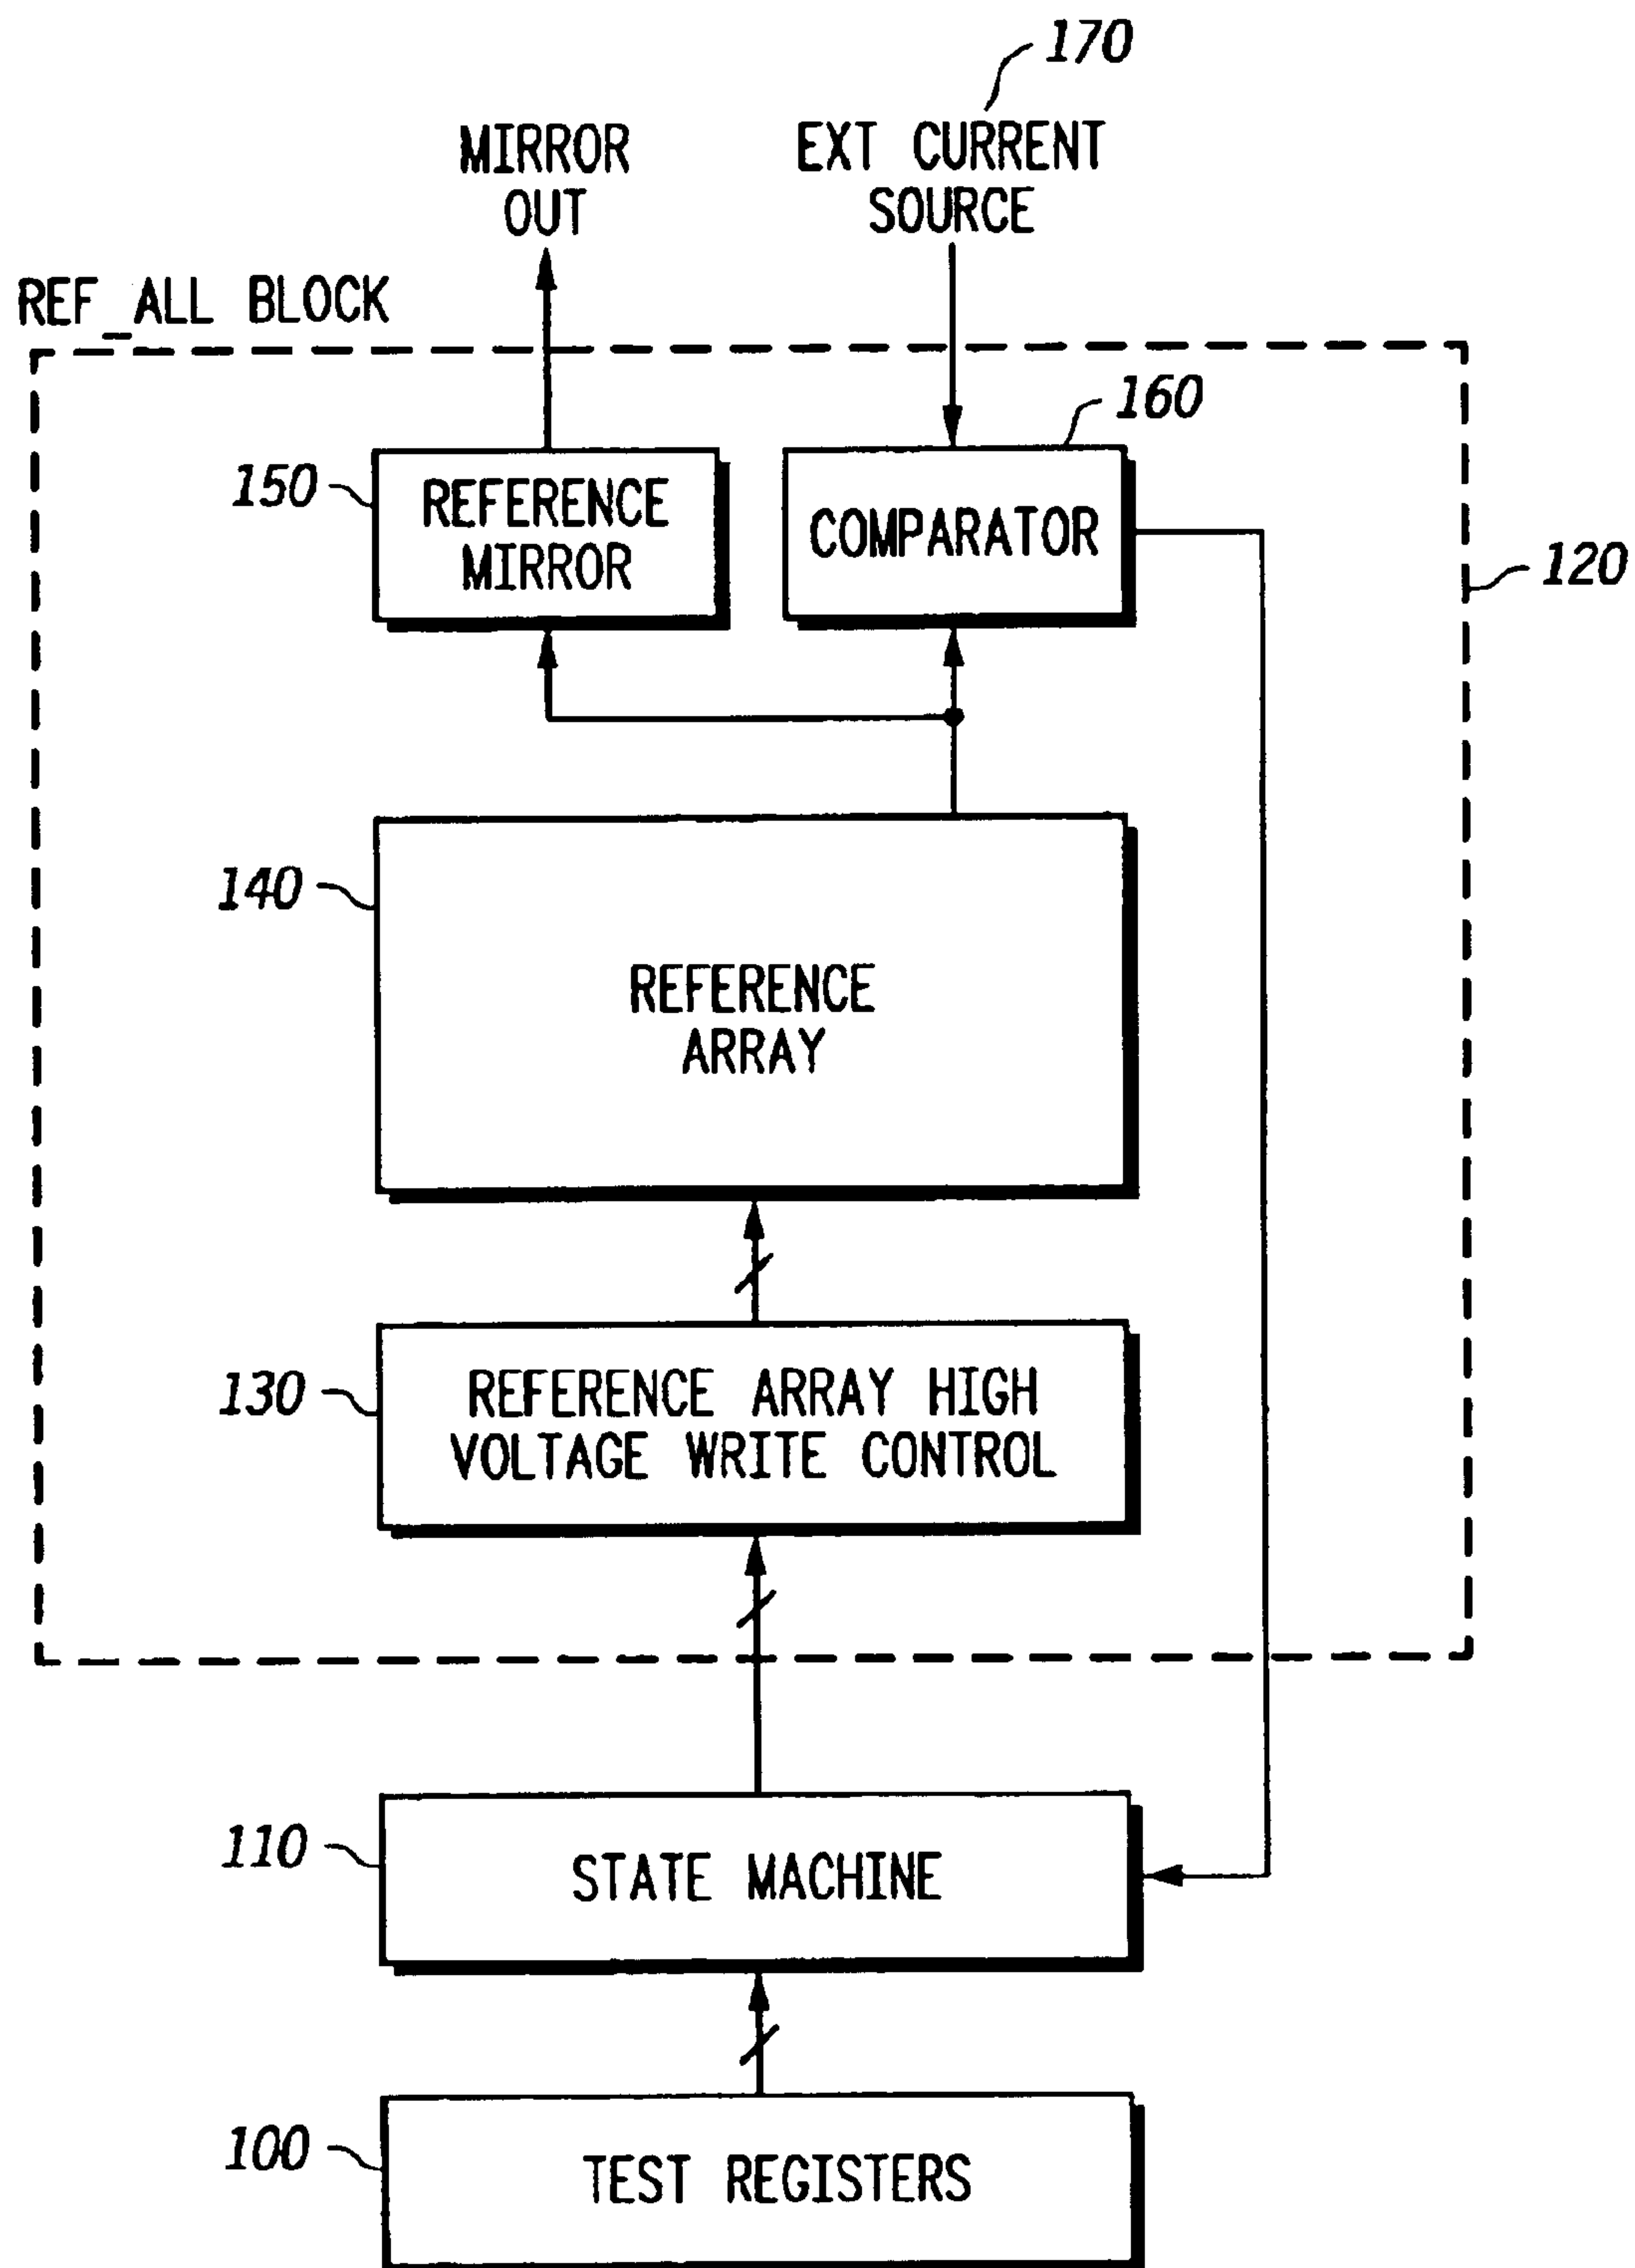 170
MIRROR
OUT
EXT CURRENT
SOURCE
REF_ALL BLOCK
160
150
REFERENCE
MIRROR
COMPARATOR
120
140
REFERENCE
ARRAY
130
REFERENCE ARRAY HIGH
VOLTAGE WRITE CONTROL
110
STATE MACHINE
100
TEST REGISTERS